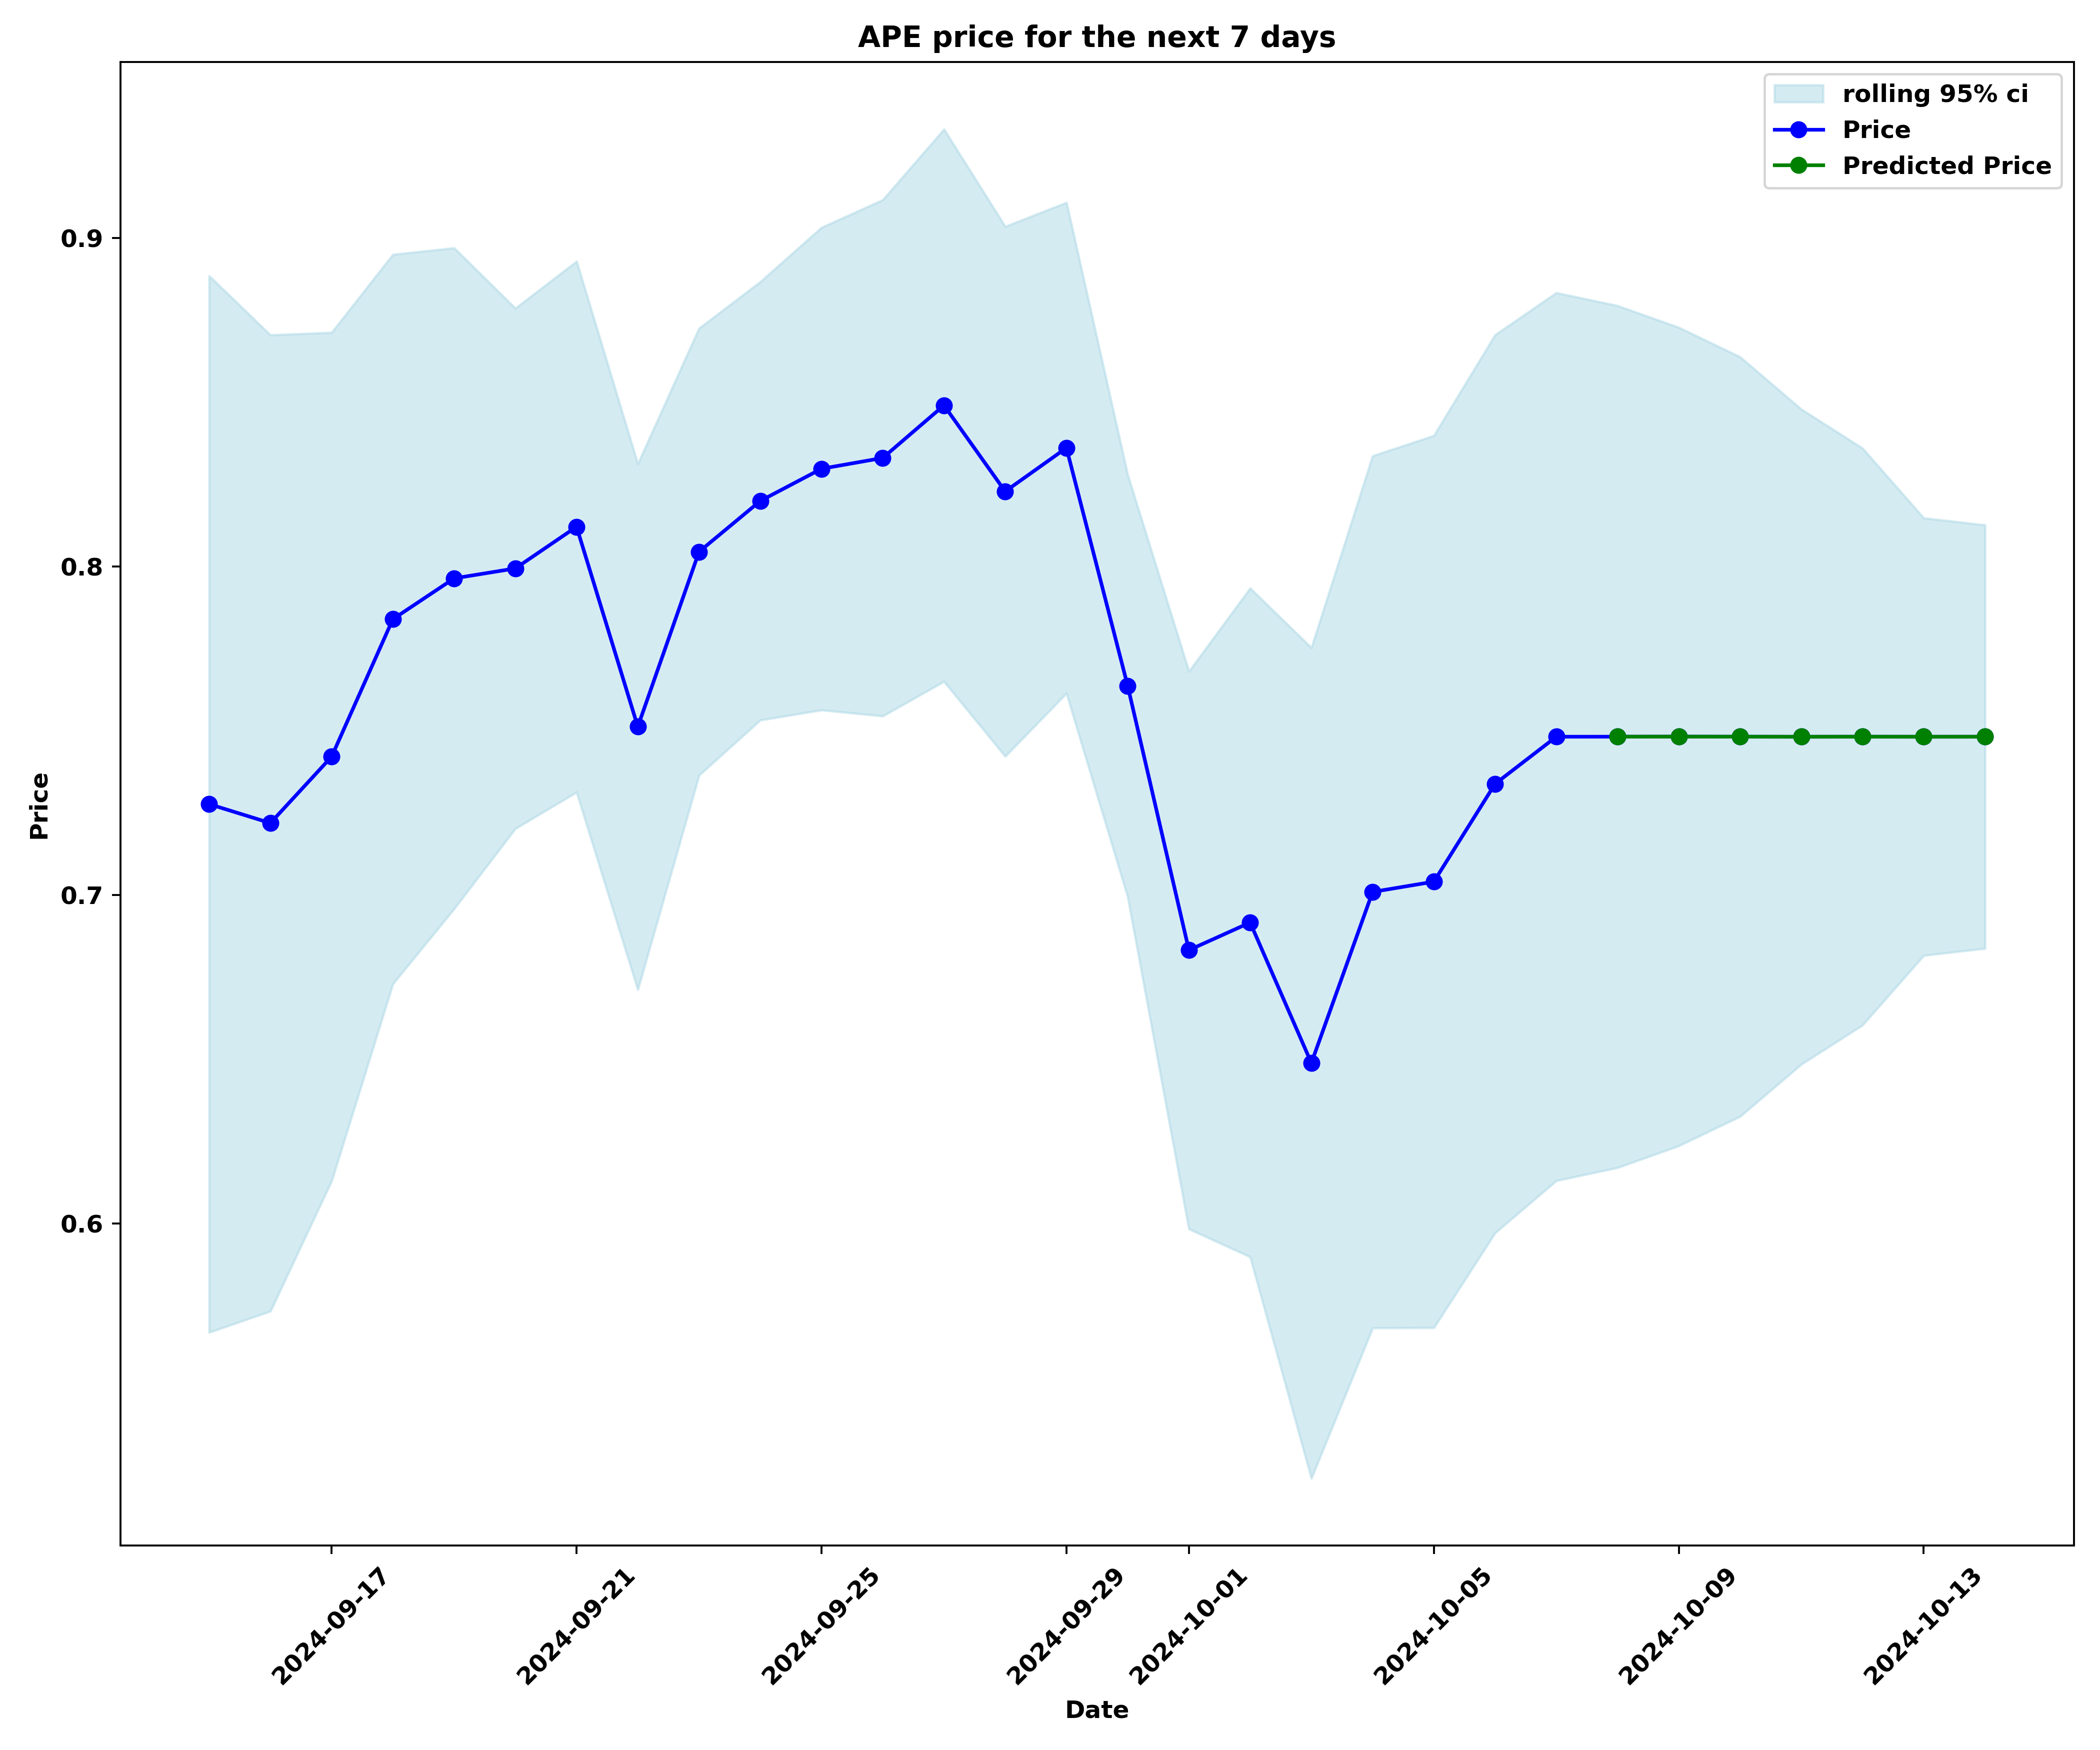 APE price for the next 7 days
rolling 95% ci
Price
Predicted Price
0.9
0.8
0.7
0.6
Price
2024-09-17
2024-09-21
2024-09-25
2024-09-29
2024-10-01
2024-10-05
2024-10-09
2024-10-13
Date